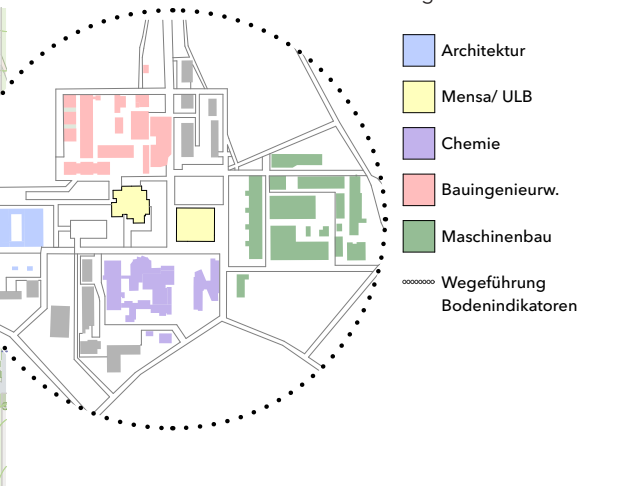 Architektur
Mensa/ ULB
Chemie
Bauingenieurw.
Maschinenbau
Wegeführung
Bodenindikatoren